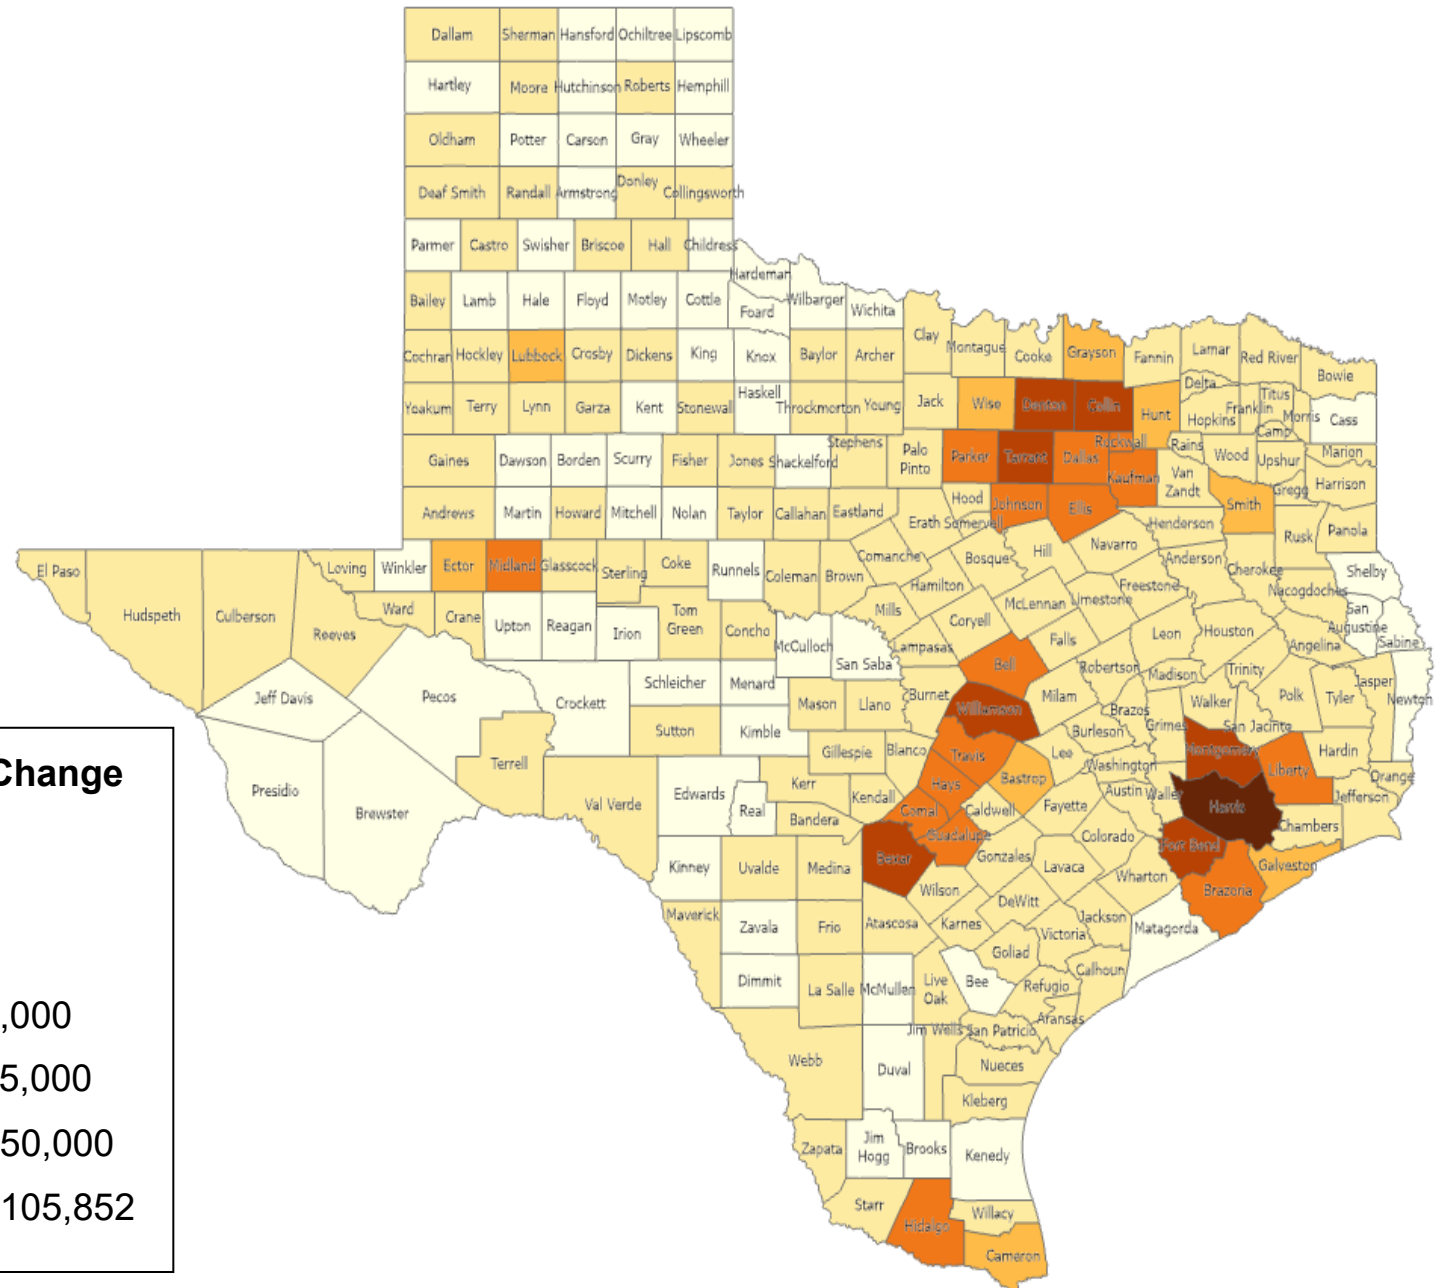 Dallam Sherman Hansford Ochiltree Lipscomb
Hartley Moore Hutchinson Roberts Hemphill
Oldham Potter Carson Gray Wheeler
Deaf Smith Randall Armstrong Donley Collingsworth
Parmer Castro Swisher Briscoe Hall Childress
Hardeman
Bailey Lamb Hale Floyd Motley Cottle Foard Wilbarger Wichita
Clay Montague Cooke Grayson Fannin Lamar Red River Bowie
Cochran Hockley Lubbock Crosby Dickens King Knox Baylor Archer
Delta Titus Franklin Morris Hopkins Camp Cass
Yoakum Terry Lynn Garza Kent Stonewall Haskell Throckmorton Young Jack Wise Denton Collin Hunt
Gaines Dawson Borden Scurry Fisher Jones Shackelford Stephens
Palo
Pinto
Parker Tarrant Dallas Rockwall Kaufman Rains
Van
Zandt
Wood Upshur Marion
Gregg Harrison
Andrews Martin Howard Mitchell Nolan Taylor Callahan Eastland
Erath Hood Somervell Johnson Ellis Henderson Smith Rusk Panola
El Paso Hudspeth Culberson Reeves Loving Winkler Ector Midland Glasscock Sterling Coke Runnels Coleman Brown Comanche
Hamilton Bosque Hill Navarro Freestone Anderson Cherokee Nacogdoches Shelby
San
Augustine
Sabine
Ward Crane Upton Reagan Irion
Tom
Green
Concho McCulloch San Saba Mills Lampasas Coryell McLennan Limestone Falls Leon Houston Angelina
Jeff Davis Pecos Crockett Schleicher Menard Mason Llano Burnet Bell Milam Robertson Madison Trinity Polk Tyler Jasper Newton
Williamson Brazos Grimes Walker San Jacinto
Sutton Kimble Gillespie Blanco Travis Lee Burleson Washington Montgomery Liberty Hardin Orange
Presidio Brewster Terrell Val Verde Edwards Real Kerr Bandera Kendall Hays Comal Caldwell Bastrop Fayette Austin Waller Harris Chambers Jefferson
Kinney Uvalde Medina Bexar Guadalupe Gonzales Lavaca Colorado Wharton Fort Bend Brazoria Galveston
Maverick Zavala Frio Atascosa Wilson Karnes DeWitt Jackson Victoria Matagorda
Dimmit La Salle McMullen
Live
Oak
Bee Goliad Refugio Calhoun Aransas
Webb Duval Jim Wells San Patricio Nueces Kleberg
Zapata
Jim
Hogg
Brooks Kenedy
Starr Hidalgo Willacy
Cameron
Change
,000
5,000
50,000
105,852